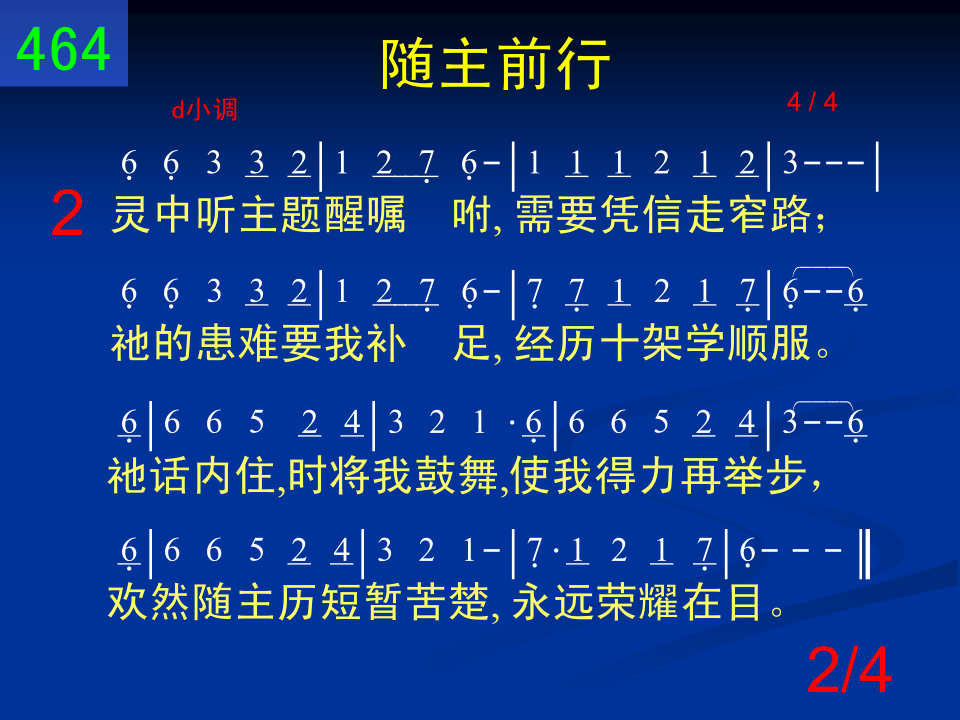 464
随主前行
d小调
4 / 4
6̣ 6̣ 3 3̲ 2̲ | 1 2̲ 7̣̲ 6̣ - | 1 1̲ 1̲ 2 1̲ 2̲ | 3 - - - |
2
灵中听主题醒嘱 咐, 需要凭信走窄路；
6̣ 6̣ 3 3̲ 2̲ | 1 2̲ 7̣̲ 6̣ - | 7̣ 7̣̲ 1̲ 2 1̲ 7̣̲ | 6̣ - - 6̣̲
祂的患难要我补 足, 经历十架学顺服。
6̣̲ | 6 6 5 2̲ 4̲ | 3 2 1 · 6̣̲ | 6 6 5 2̲ 4̲ | 3 - - 6̣̲
祂话内住,时将我鼓舞,使我得力再举步，
6̣̲ | 6 6 5 2̲ 4̲ | 3 2 1 - | 7̣ · 1̲ 2 1̲ 7̣̲ | 6̣ - - - ‖
欢然随主历短暂苦楚, 永远荣耀在目。
2/4